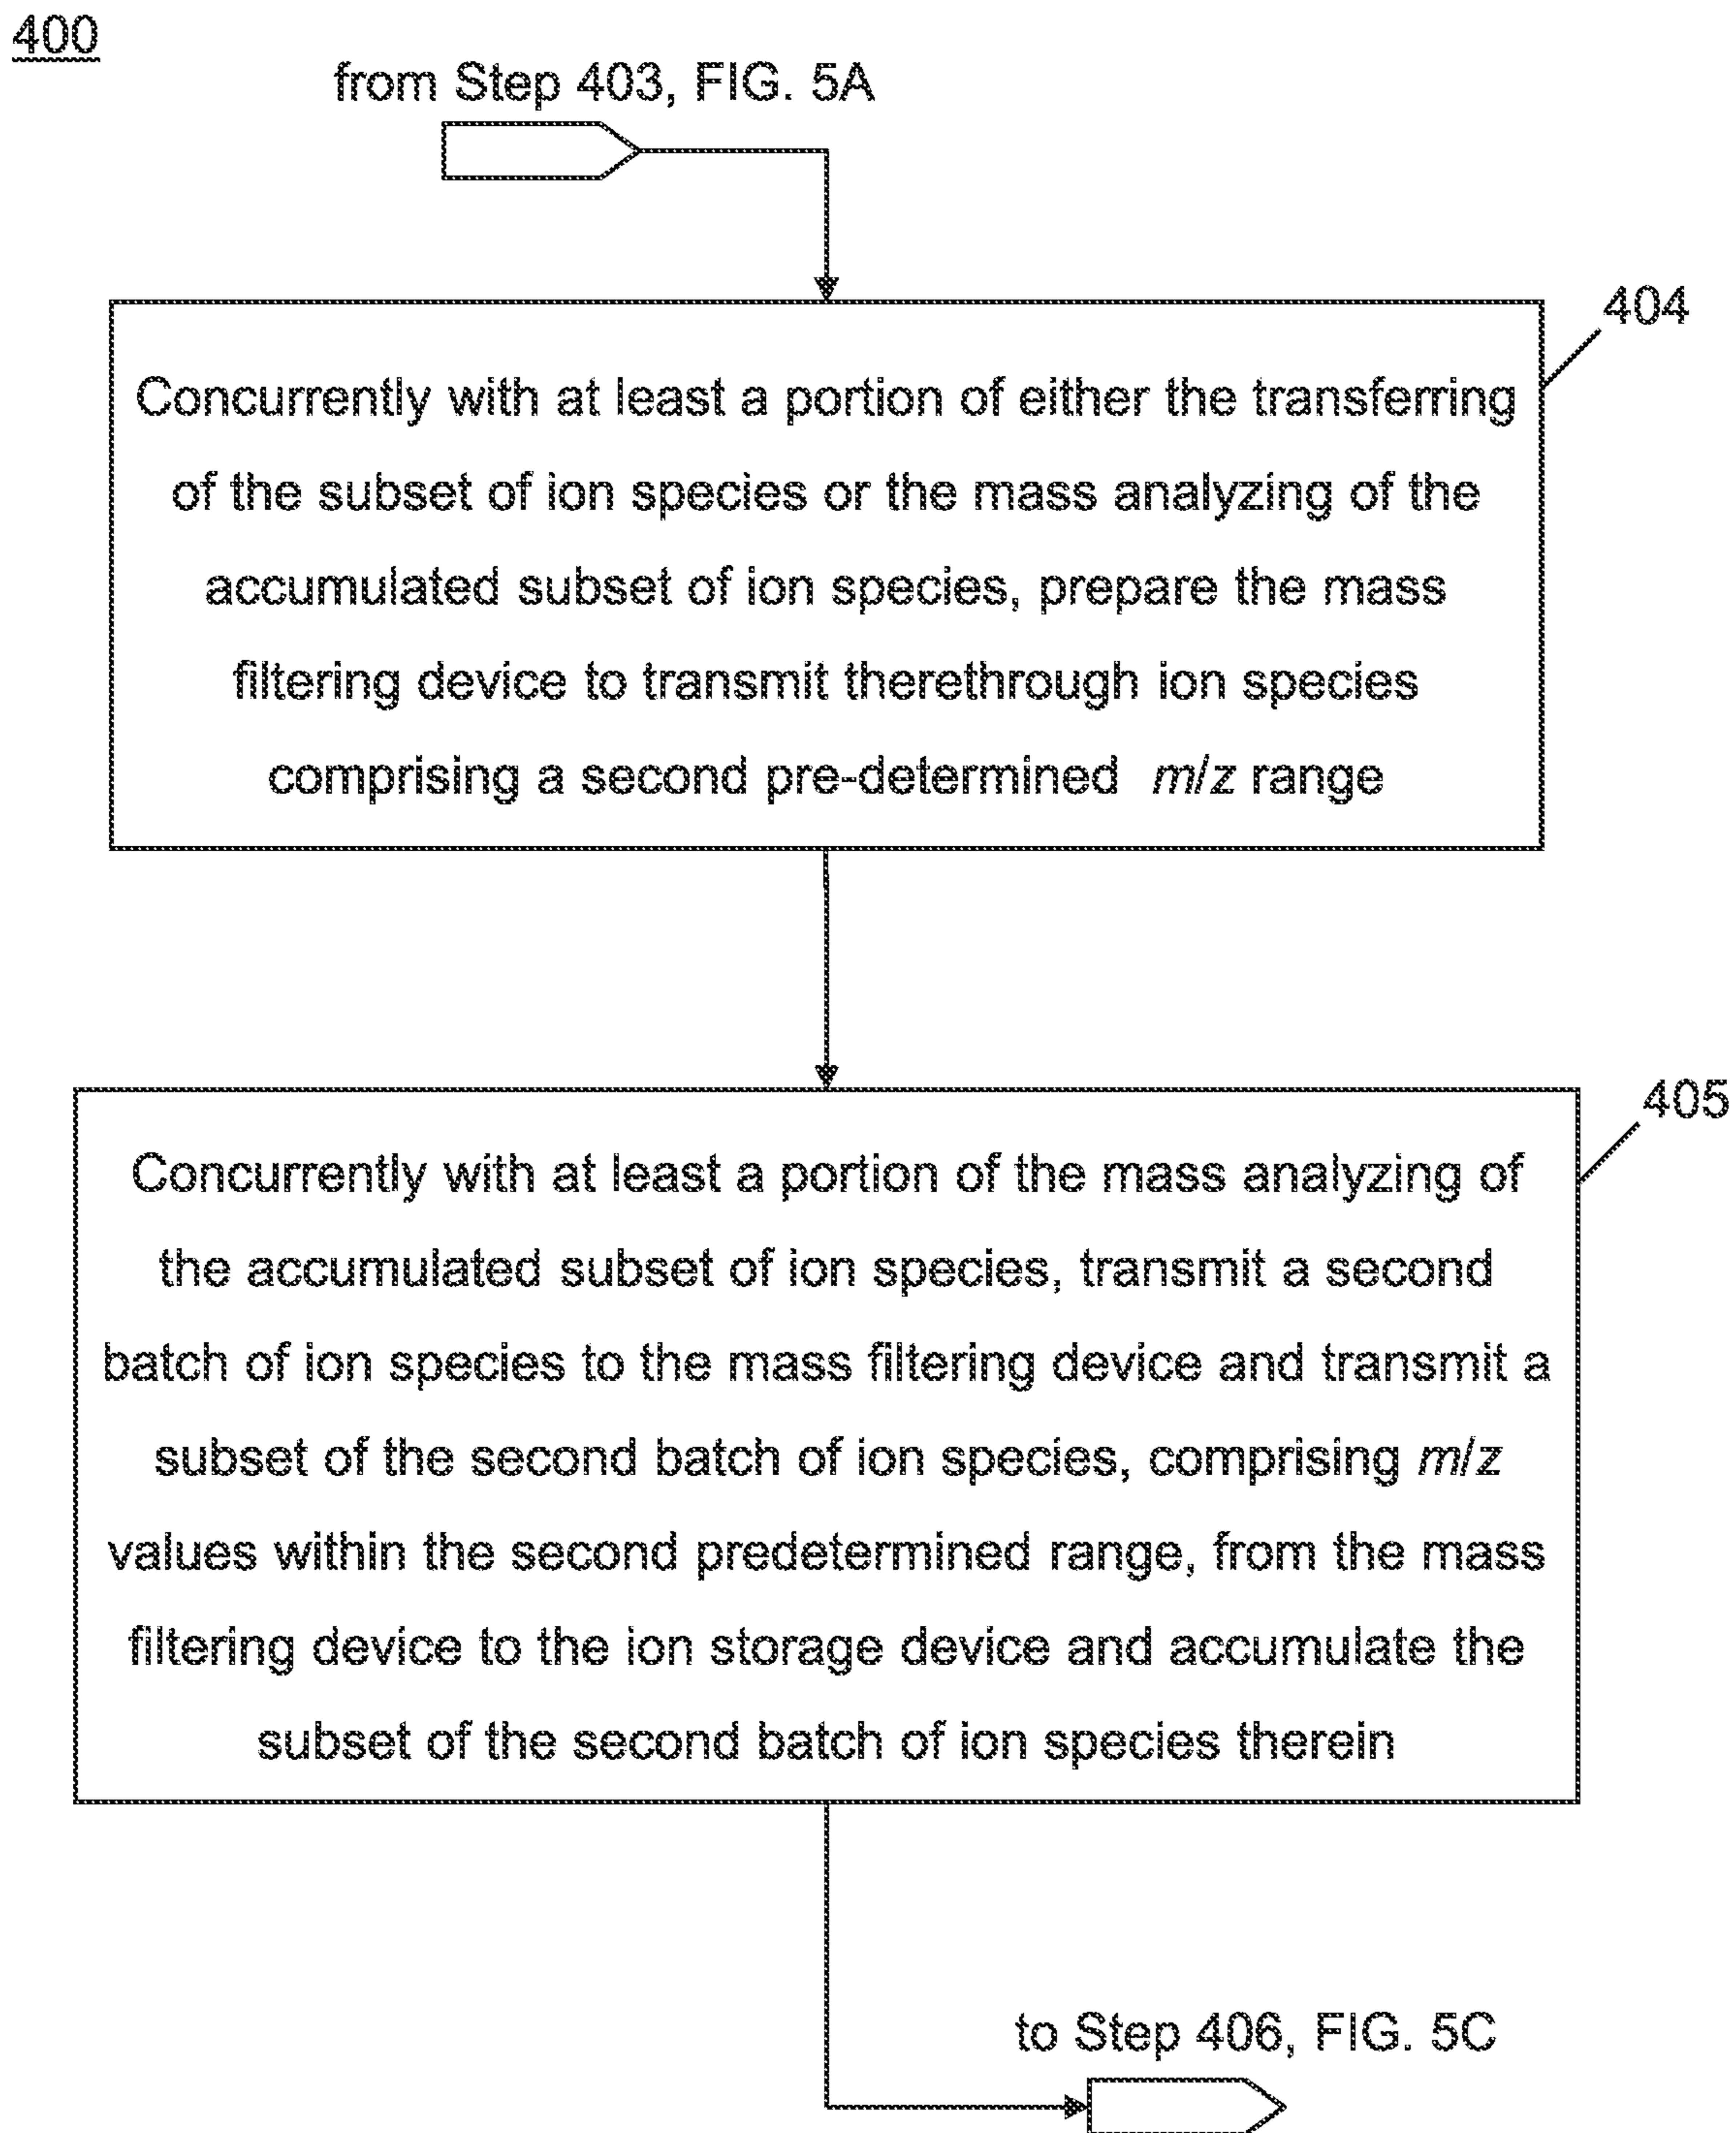 400
from Step 403, FIG. 5A
404
Concurrently with at least a portion of either the transferring
of the subset of ion species or the mass analyzing of the
accumulated subset of ion species, prepare the mass
filtering device to transmit therethrough ion species
comprising a second pre-determined m/z range
405
Concurrently with at least a portion of the mass analyzing of
the accumulated subset of ion species, transmit a second
batch of ion species to the mass filtering device and transmit a
subset of the second batch of ion species, comprising m/z
values within the second predetermined range, from the mass
filtering device to the ion storage device and accumulate the
subset of the second batch of ion species therein
to Step 406, FIG. 5C